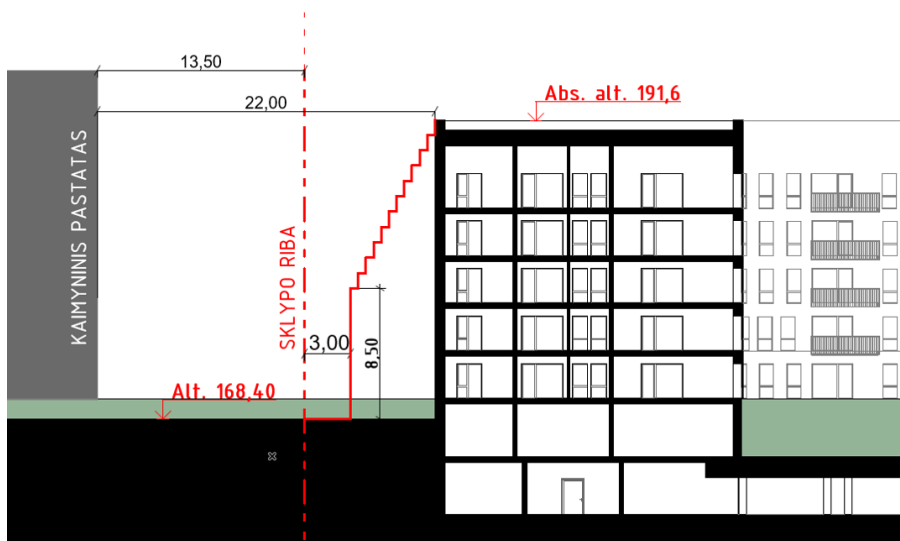 13,50
Abs. alt. 191,6
22,00
KAIMYNINIS PASTATAS
SKLYPO RIBA
3,00
8,50
Alt. 168,40